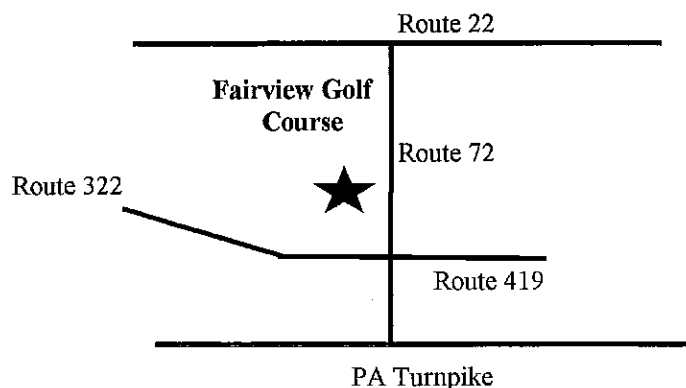 Route 22
Fairview Golf
Course
Route 72
Route 322
Route 419
PA Turnpike